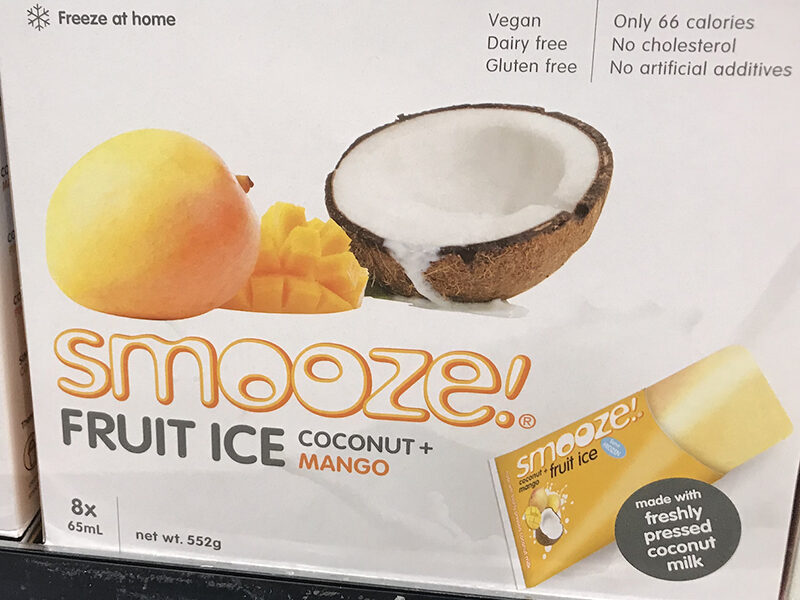 Freeze at home
Vegan
Dairy free
Gluten free
Only 66 calories
No cholesterol
No artificial additives
smooze!®
FRUIT ICE COCONUT +
MANGO
8x
65mL
net wt. 552g
smooze!
coconut +
mango
fruit ice
made with
freshly
pressed
coconut
milk